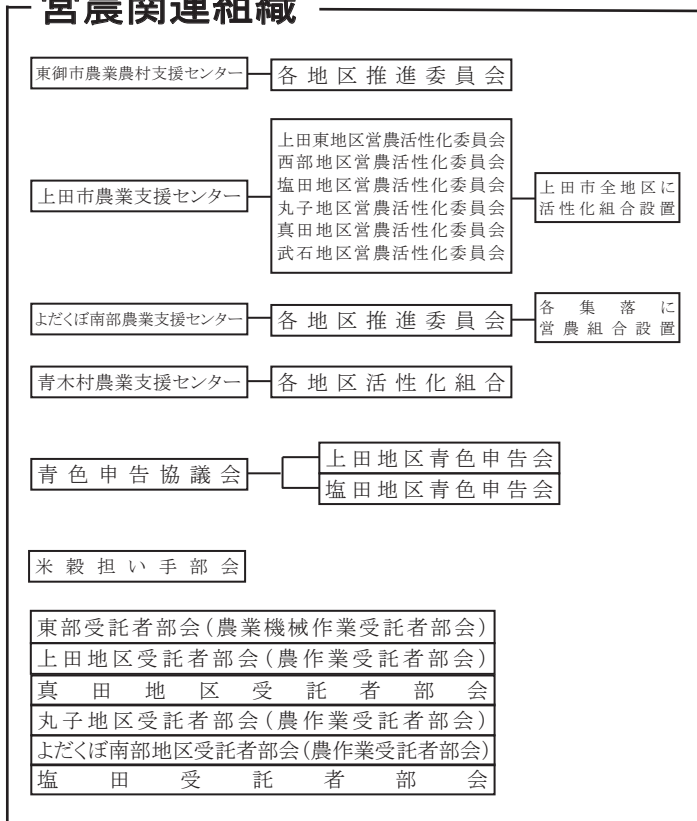 営農関連組織
東御市農業農村支援センター
各地区推進委員会
上田市農業支援センター
上田東地区営農活性化委員会
西部地区営農活性化委員会
塩田地区営農活性化委員会
丸子地区営農活性化委員会
真田地区営農活性化委員会
武石地区営農活性化委員会
上田市全地区に
活性化組合設置
よだくぼ南部農業支援センター
各地区推進委員会
各集落に
営農組合設置
青木村農業支援センター
各地区活性化組合
青色申告協議会
上田地区青色申告会
塩田地区青色申告会
米穀担い手部会
東部受託者部会(農業機械作業受託者部会)
上田地区受託者部会(農作業受託者部会)
真田地区受託者部会
丸子地区受託者部会(農作業受託者部会)
よだくぼ南部地区受託者部会(農作業受託者部会)
塩田受託者部会